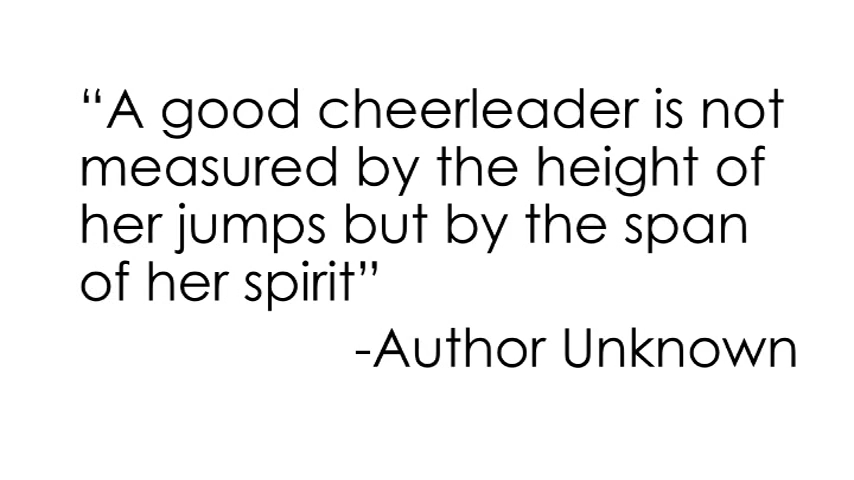 “A good cheerleader is not
measured by the height of
her jumps but by the span
of her spirit”
-Author Unknown